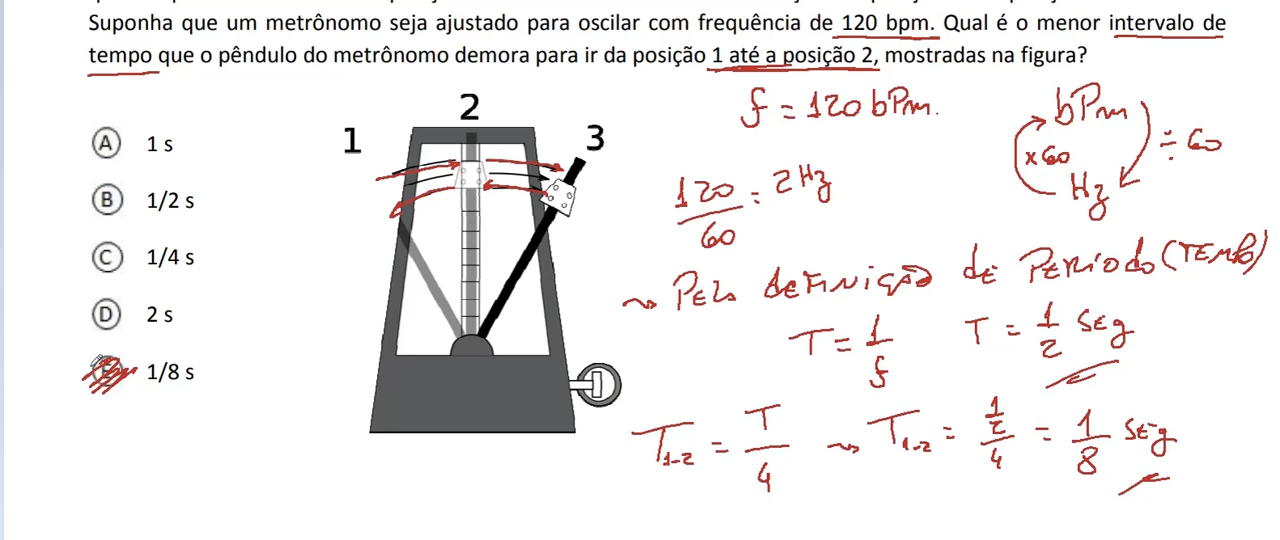 Suponha que um metrônomo seja ajustado para oscilar com frequência de 120 bpm. Qual é o menor intervalo de
tempo que o pêndulo do metrônomo demora para ir da posição 1 até a posição 2, mostradas na figura?
A 1 s
B 1/2 s
C 1/4 s
D 2 s
1/8 s
1
2
3
f = 120 bPm.
120/60 = 2 Hz
bPm
x60
÷ 60
Hz
~> PELA dEFINIÇÃO dE PERÍOdo (TEMPO)
T = 1/f T = 1/2 SEg
T1-2 = T/4 ~> T1-2 = 1/2/4 = 1/8 SEg